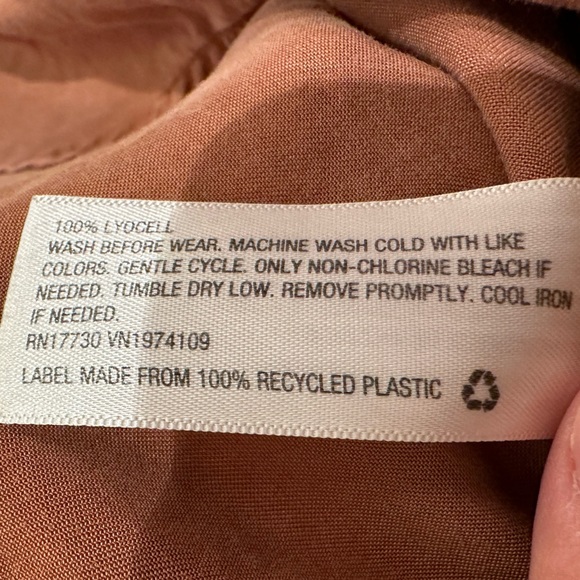 100% LYOCELL
WASH BEFORE WEAR. MACHINE WASH COLD WITH LIKE
COLORS. GENTLE CYCLE. ONLY NON-CHLORINE BLEACH IF
NEEDED. TUMBLE DRY LOW. REMOVE PROMPTLY. COOL IRON
IF NEEDED.
RN17730 VN1974109
LABEL MADE FROM 100% RECYCLED PLASTIC